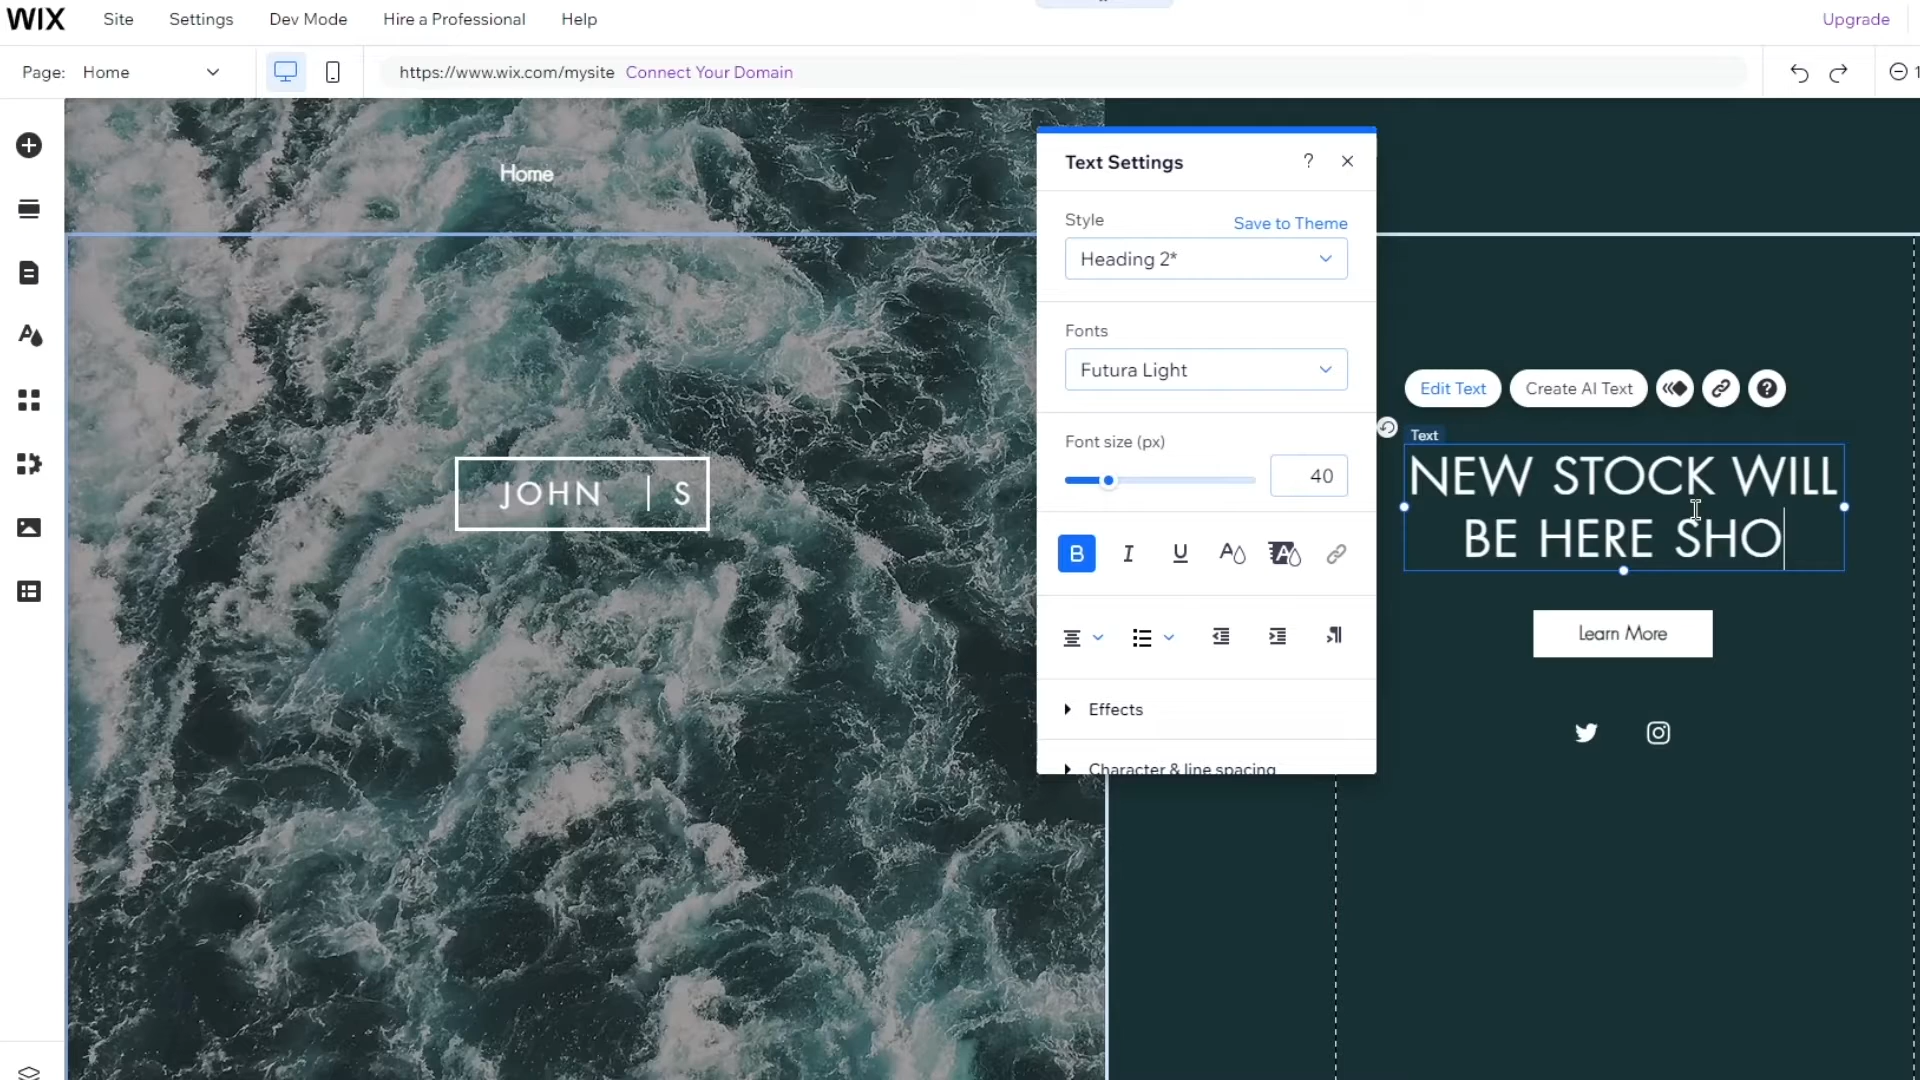 WIX
Site
Settings
Dev Mode
Hire a Professional
Help
Upgrade
Page: Home
https://www.wix.com/mysite Connect Your Domain
1
Home
JOHN | S
Text Settings
?
Style
Save to Theme
Heading 2*
Fonts
Futura Light
Font size (px)
40
B I U A A
Effects
Character & line spacing
Edit Text
Create AI Text
?
Text
NEW STOCK WILL
BE HERE SHO
Learn More